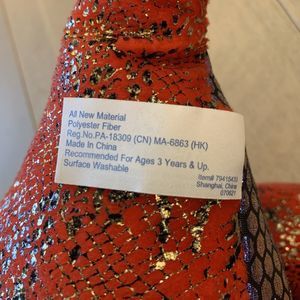 All New Material
Polyester Fiber
Reg.No.PA-18309 (CN) MA-6863 (HK)
Made In China
Recommended For Ages 3 Years & Up.
Surface Washable
Shanghai, China
070621